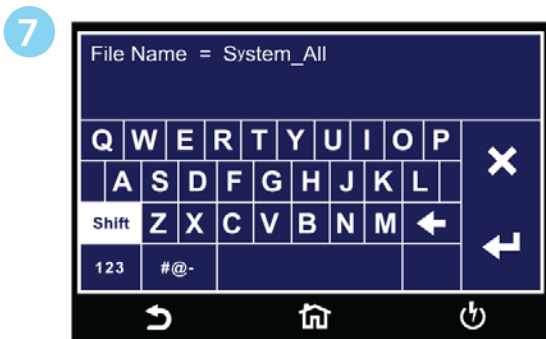 7
File Name = System_All
Q W E R T Y U I O P
A S D F G H J K L
Shift Z X C V B N M
123 #@-